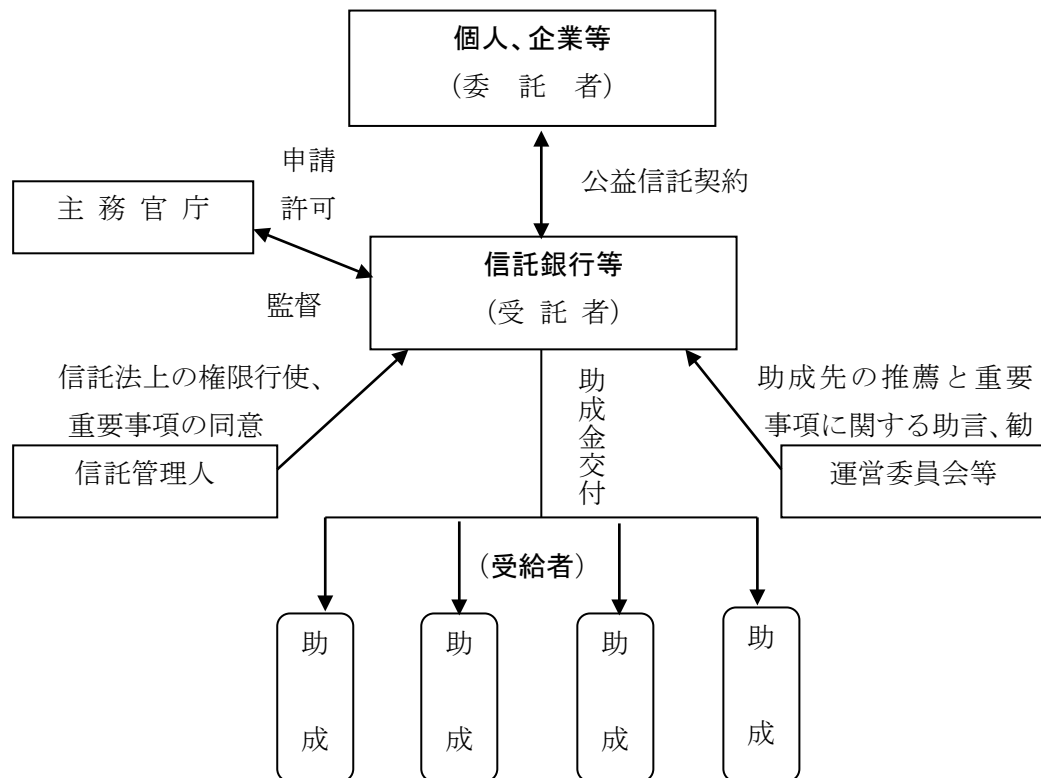 個人、企業等
（委　託　者）
申請
公益信託契約
主 務 官 庁
許可
信託銀行等
（受 託 者）
監督
信託法上の権限行使、
重要事項の同意
信託管理人
助成金交付
助成先の推薦と重要
事項に関する助言、勧
運営委員会等
（受給者）
助成
助成
助成
助成